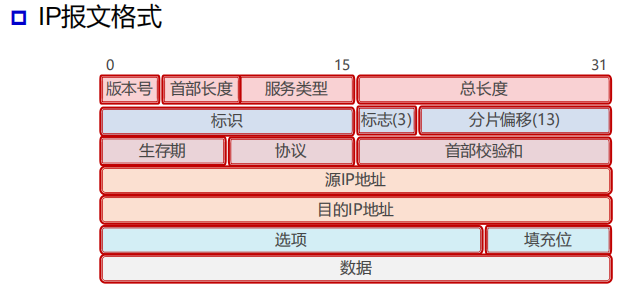 IP报文格式
0 15 31
版本号 首部长度 服务类型 总长度
标识 标志(3) 分片偏移(13)
生存期 协议 首部校验和
源IP地址
目的IP地址
选项 填充位
数据